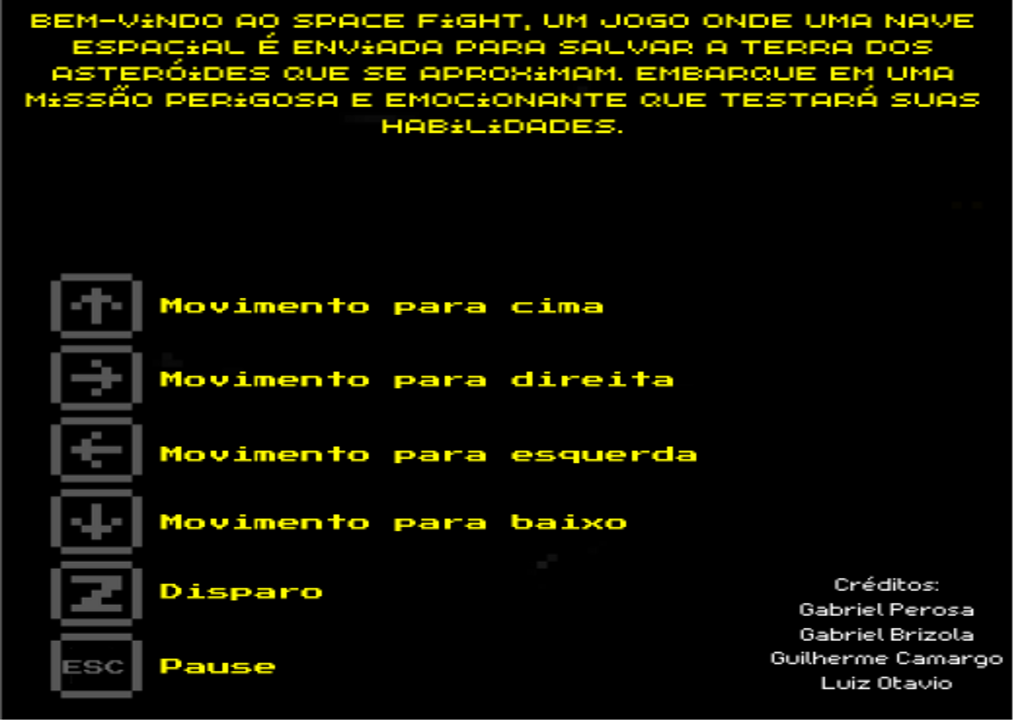 BEM-ViNDO AO SPACE FiGHT, UM JOGO ONDE UMA NAVE
ESPACiAL É ENViADA PARA SALVAR A TERRA DOS
ASTERÓiDES QUE SE APROXiMAM. EMBARQUE EM UMA
MiSSÃO PERiGOSA E EMOCiONANTE QUE TESTARÁ SUAS
HABiLiDADES.
↑ Movimento para cima
→ Movimento para direita
← Movimento para esquerda
↓ Movimento para baixo
Z Disparo
ESC Pause
Créditos:
Gabriel Perosa
Gabriel Brizola
Guilherme Camargo
Luiz Otavio